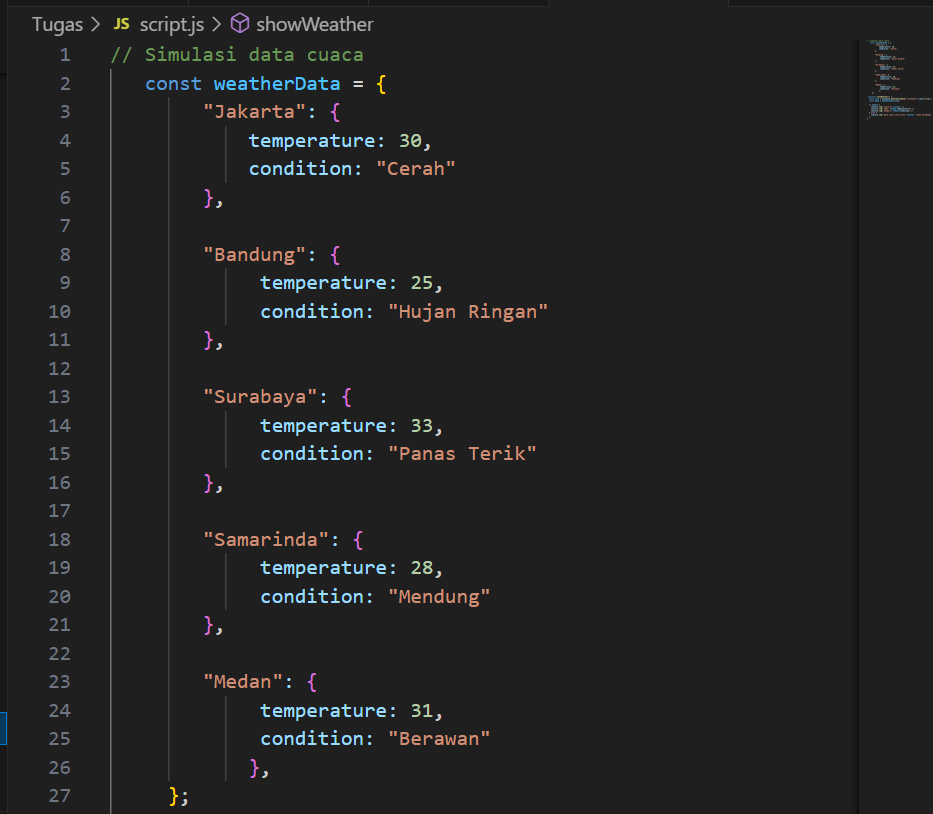 Tugas > JS script.js > showWeather
1 // Simulasi data cuaca
2 const weatherData = {
3 "Jakarta": {
4 temperature: 30,
5 condition: "Cerah"
6 },
7
8 "Bandung": {
9 temperature: 25,
10 condition: "Hujan Ringan"
11 },
12
13 "Surabaya": {
14 temperature: 33,
15 condition: "Panas Terik"
16 },
17
18 "Samarinda": {
19 temperature: 28,
20 condition: "Mendung"
21 },
22
23 "Medan": {
24 temperature: 31,
25 condition: "Berawan"
26 },
27 };